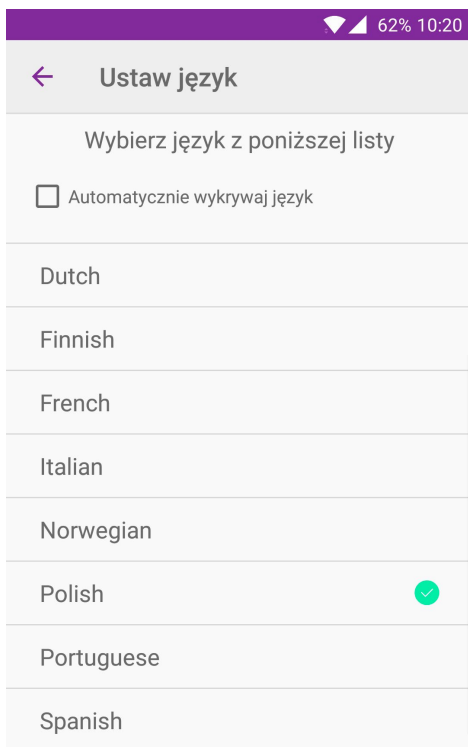 62% 10:20
Ustaw język
Wybierz język z poniższej listy
Automatycznie wykrywaj język
Dutch
Finnish
French
Italian
Norwegian
Polish
Portuguese
Spanish